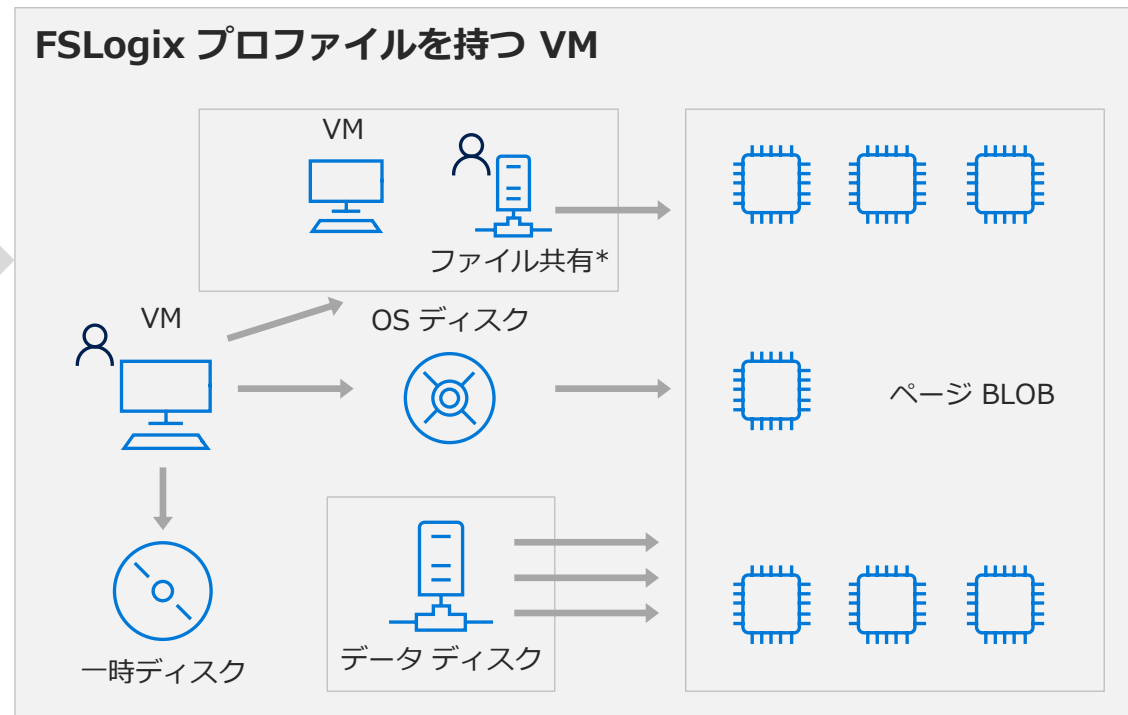 FSLogix プロファイルを持つ VM
VM
ファイル共有*
VM
OS ディスク
ページ BLOB
一時ディスク
データ ディスク